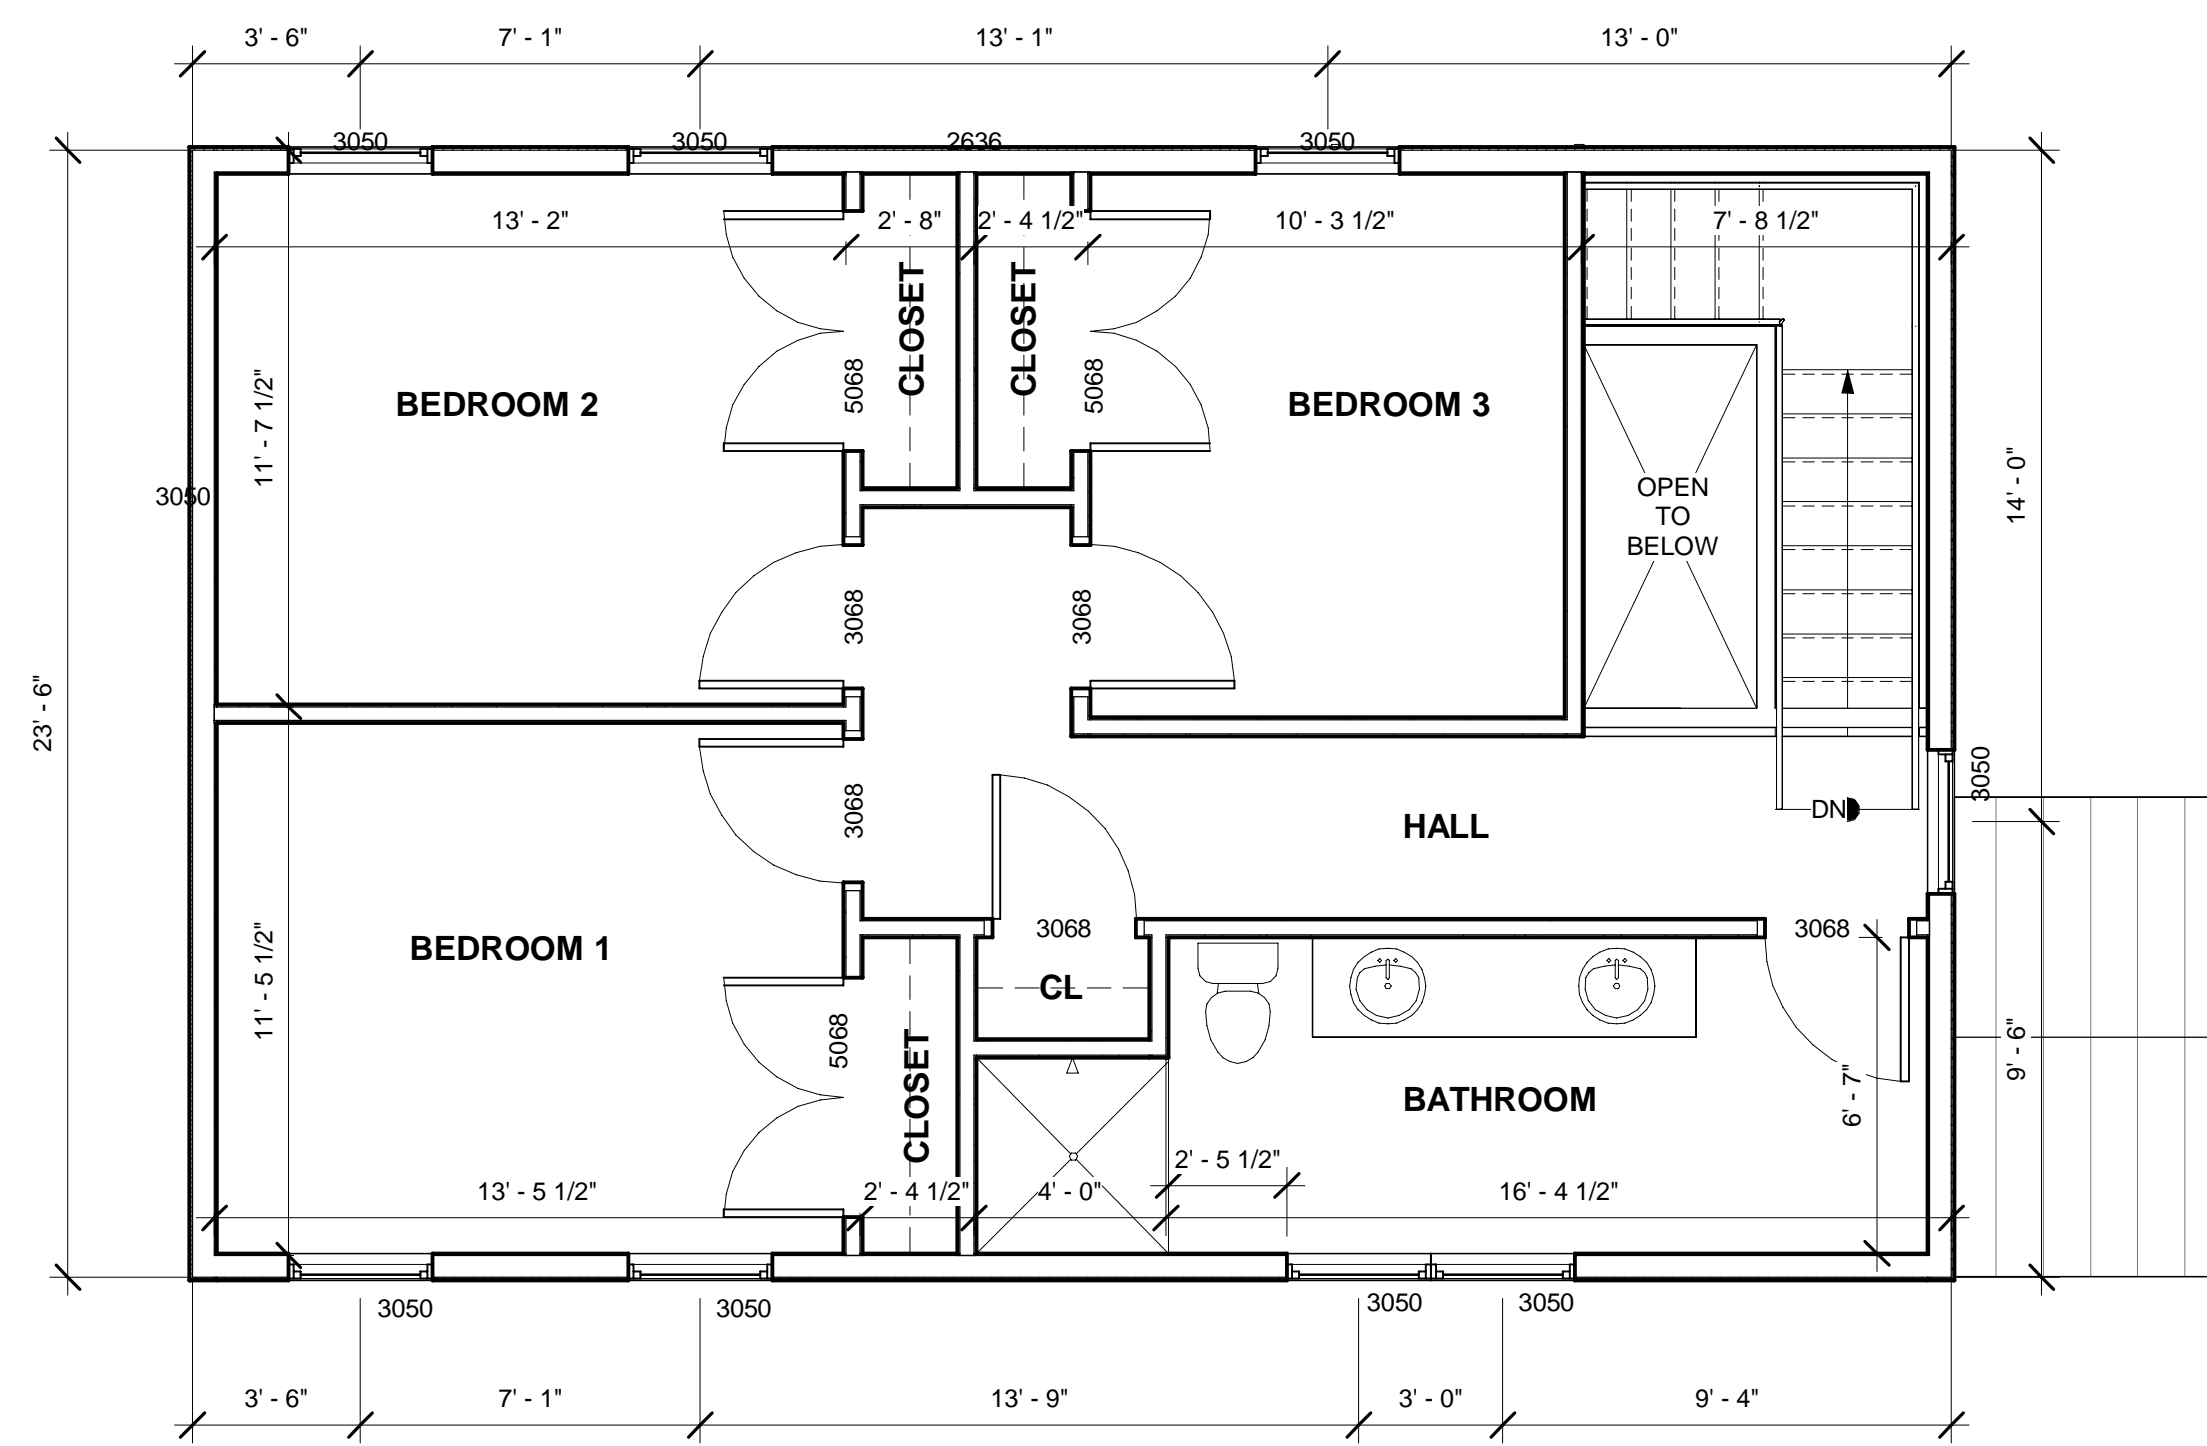 3' - 6"
7' - 1"
13' - 1"
13' - 0"
3050
3050
2636
3050
13' - 2"
2' - 8"
2' - 4 1/2"
10' - 3 1/2"
7' - 8 1/2"
CLOSET
CLOSET
5068
5068
11' - 7 1/2"
BEDROOM 2
BEDROOM 3
3050
OPEN
TO
BELOW
14' - 0"
3068
3068
23' - 6"
3050
3068
DN
HALL
3068
3068
BEDROOM 1
11' - 5 1/2"
CL
5068
CLOSET
BATHROOM
6' - 7"
9' - 6"
2' - 5 1/2"
13' - 5 1/2"
2' - 4 1/2"
4' - 0"
16' - 4 1/2"
3050
3050
3050
3050
3' - 6"
7' - 1"
13' - 9"
3' - 0"
9' - 4"